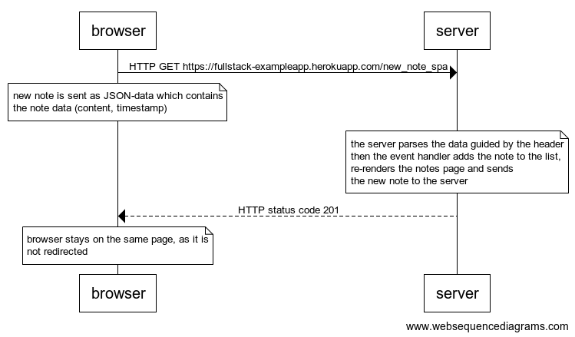 browser
server
HTTP GET https://fullstack-exampleapp.herokuapp.com/new_note_spa
new note is sent as JSON-data which contains
the note data (content, timestamp)
the server parses the data guided by the header
then the event handler adds the note to the list,
re-renders the notes page and sends
the new note to the server
HTTP status code 201
browser stays on the same page, as it is
not redirected
browser
server
www.websequencediagrams.com